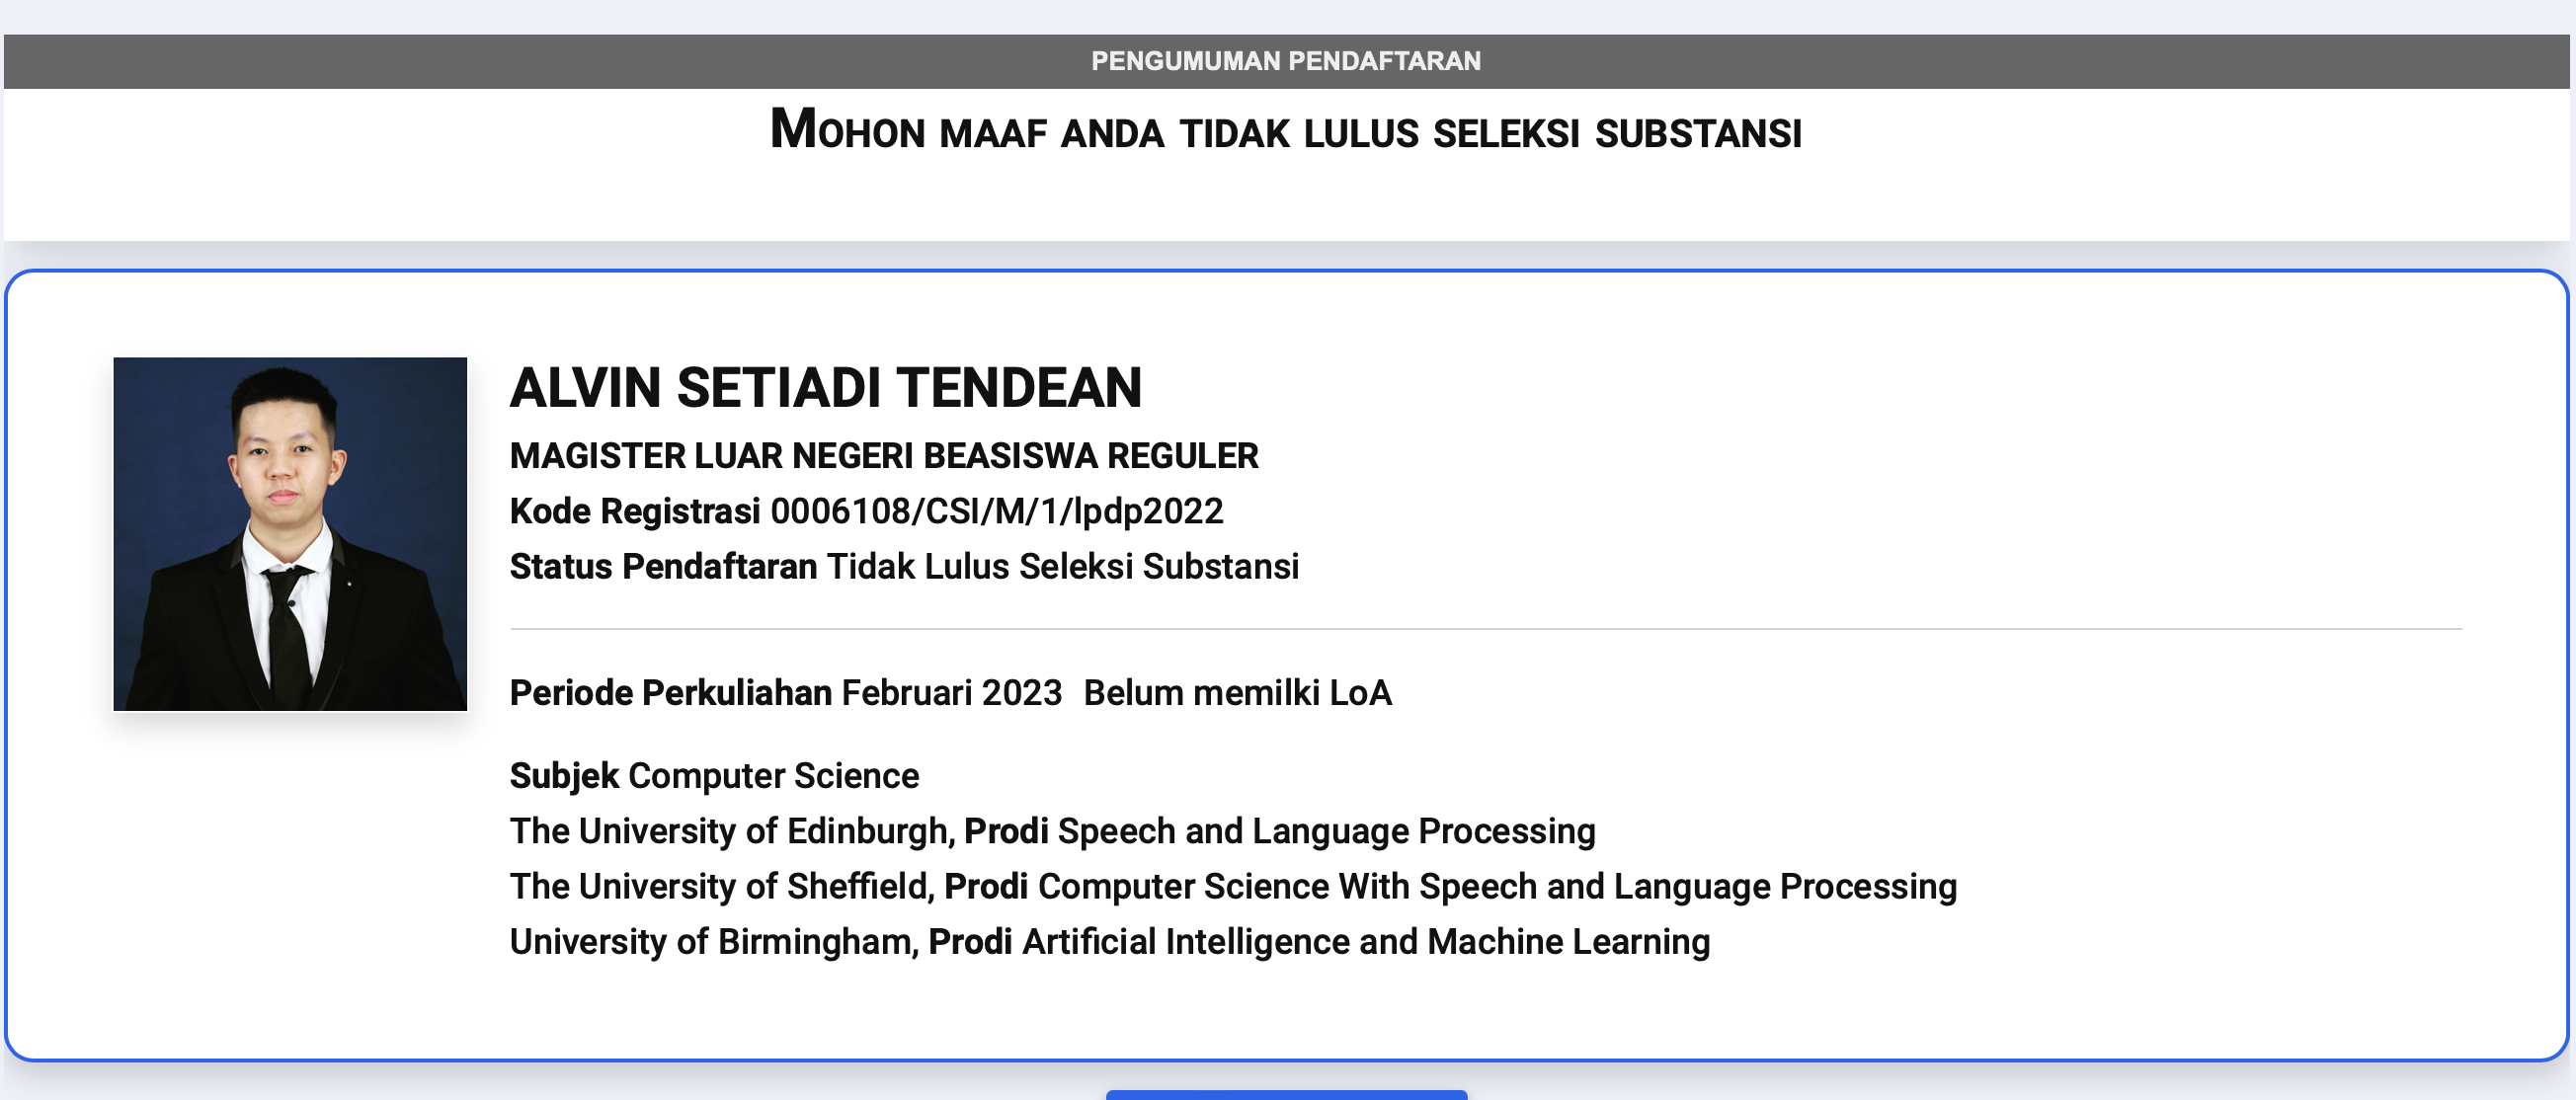 PENGUMUMAN PENDAFTARAN
MOHON MAAF ANDA TIDAK LULUS SELEKSI SUBSTANSI
ALVIN SETIADI TENDEAN
MAGISTER LUAR NEGERI BEASISWA REGULER
Kode Registrasi 0006108/CSI/M/1/lpdp2022
Status Pendaftaran Tidak Lulus Seleksi Substansi
Periode Perkuliahan Februari 2023 Belum memilki LoA
Subjek Computer Science
The University of Edinburgh, Prodi Speech and Language Processing
The University of Sheffield, Prodi Computer Science With Speech and Language Processing
University of Birmingham, Prodi Artificial Intelligence and Machine Learning